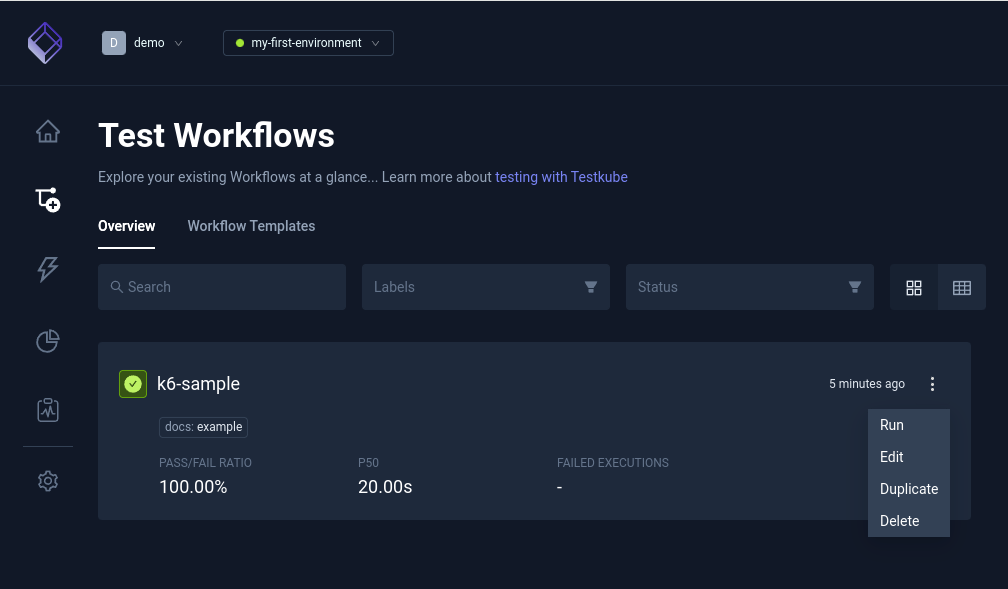 D demo my-first-environment
Test Workflows
Explore your existing Workflows at a glance... Learn more about testing with Testkube
Overview Workflow Templates
Search Labels Status
k6-sample 5 minutes ago
docs: example
PASS/FAIL RATIO P50 FAILED EXECUTIONS
100.00% 20.00s -
Run
Edit
Duplicate
Delete